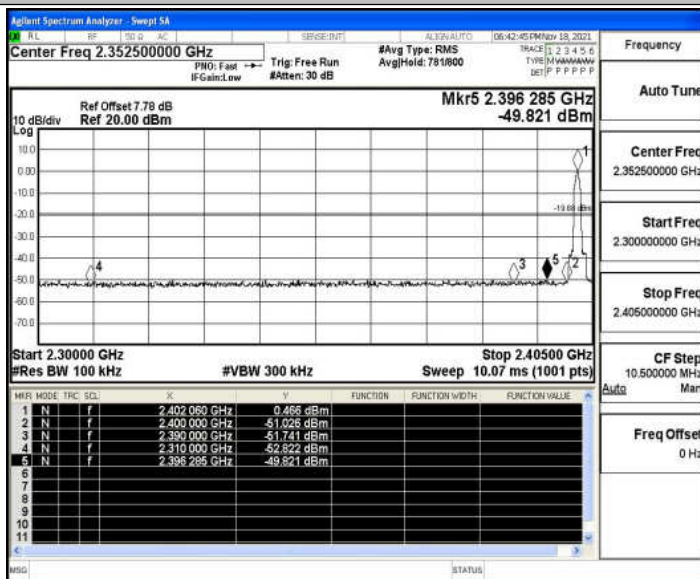 Agilent Spectrum Analyzer - Swept SA
RL RF 50 Ω AC SENSE:INT ALIGN AUTO 06:42:45 PM Nov 18, 2021
Center Freq 2.352500000 GHz
PNO: Fast
IFGain:Low
Trig: Free Run
#Atten: 30 dB
#Avg Type: RMS
Avg|Hold: 781/800
TRACE 1 2 3 4 5 6
TYPE M W W W W W
DET P P P P P P
Ref Offset 7.78 dB
Ref 20.00 dBm
10 dB/div
Log
Mkr5 2.396 285 GHz
-49.821 dBm
10.0
0.00
-10.0
-20.0
-30.0
-40.0
-50.0
-60.0
-70.0
1
-19.88 dBm
4
3
5
2
Start 2.30000 GHz
Stop 2.40500 GHz
#Res BW 100 kHz
#VBW 300 kHz
Sweep 10.07 ms (1001 pts)
MKR MODE TRC SCL X Y FUNCTION FUNCTION WIDTH FUNCTION VALUE
1 N f 2.402 060 GHz 0.466 dBm
2 N f 2.400 000 GHz -51.026 dBm
3 N f 2.390 000 GHz -51.741 dBm
4 N f 2.310 000 GHz -52.822 dBm
5 N f 2.396 285 GHz -49.821 dBm
6
7
8
9
10
11
MSG
STATUS
Frequency
Auto Tune
Center Freq
2.352500000 GHz
Start Freq
2.300000000 GHz
Stop Freq
2.405000000 GHz
CF Step
10.500000 MHz
Auto Man
Freq Offset
0 Hz